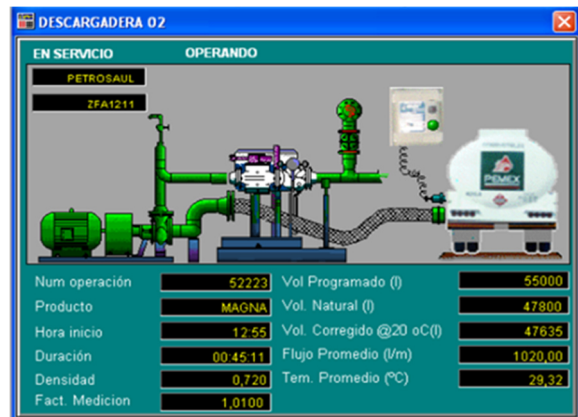 DESCARGADERA 02
EN SERVICIO OPERANDO
PETROSAUL
ZFA1211
PEMEX
Num operación 52223 Vol Programado (l) 55000
Producto MAGNA Vol. Natural (l) 47800
Hora inicio 12:55 Vol. Corregido @20 oC(l) 47635
Duración 00:45:11 Flujo Promedio (l/m) 1020,00
Densidad 0,720 Tem. Promedio (ºC) 29,32
Fact. Medicion 1,0100